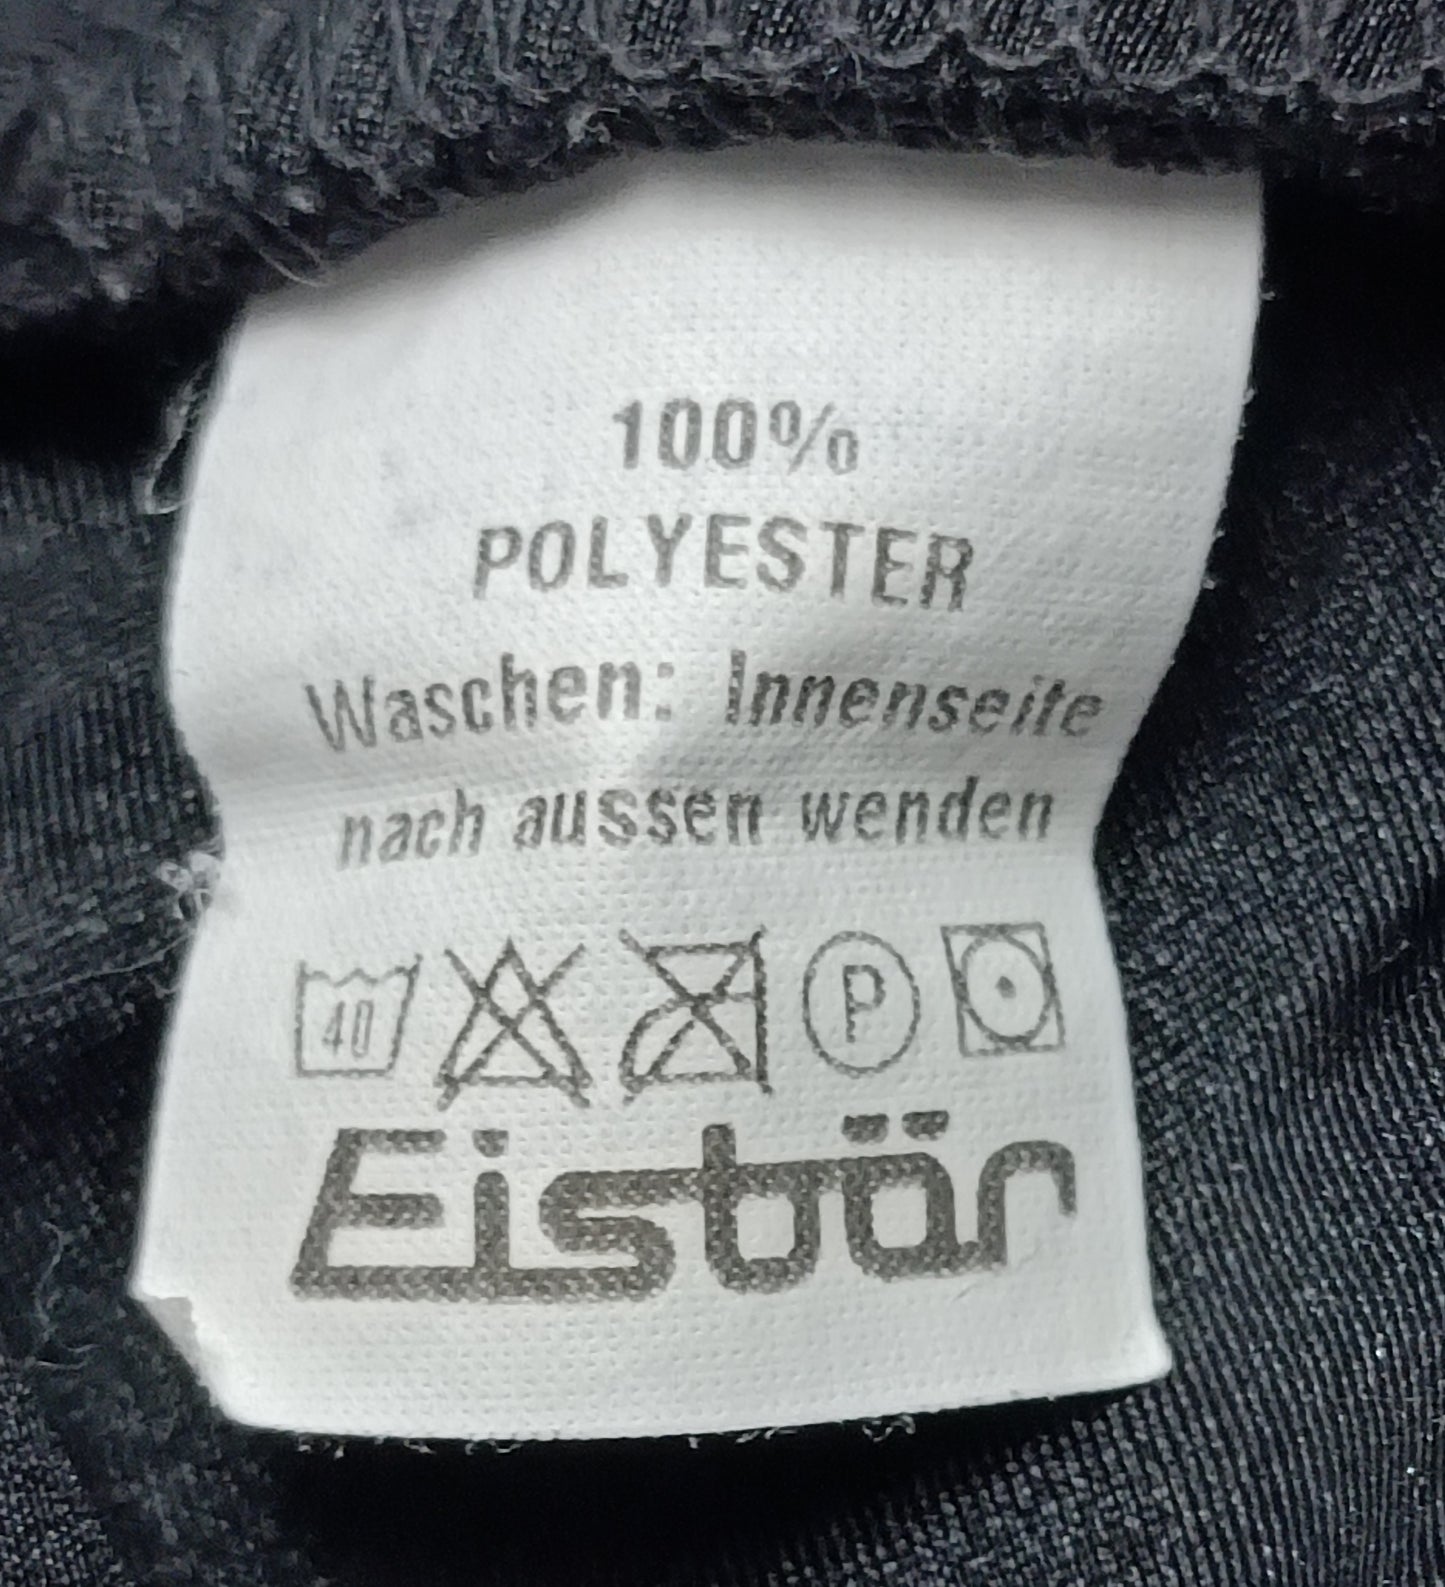 100%
POLYESTER
Waschen: Innenseite
nach aussen wenden
40 P
Eisbär